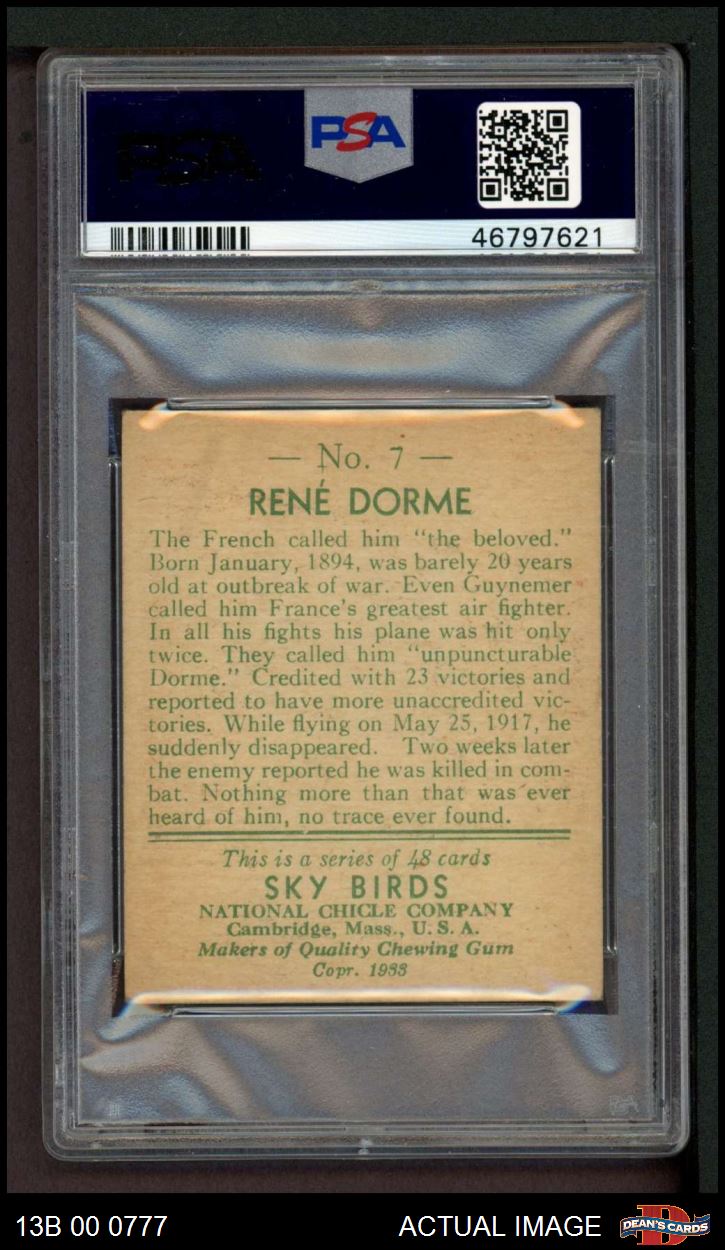 PSA
PSA
46797621
— No. 7 —
RENÉ DORME
The French called him "the beloved."
Born January, 1894, was barely 20 years
old at outbreak of war. Even Guynemer
called him France's greatest air fighter.
In all his fights his plane was hit only
twice. They called him "unpuncturable
Dorme." Credited with 23 victories and
reported to have more unaccredited vic-
tories. While flying on May 25, 1917, he
suddenly disappeared. Two weeks later
the enemy reported he was killed in com-
bat. Nothing more than that was ever
heard of him, no trace ever found.
This is a series of 48 cards
SKY BIRDS
NATIONAL CHICLE COMPANY
Cambridge, Mass., U. S. A.
Makers of Quality Chewing Gum
Copr. 1933
PSA
13B 00 0777 ACTUAL IMAGE DEAN'S CARDS